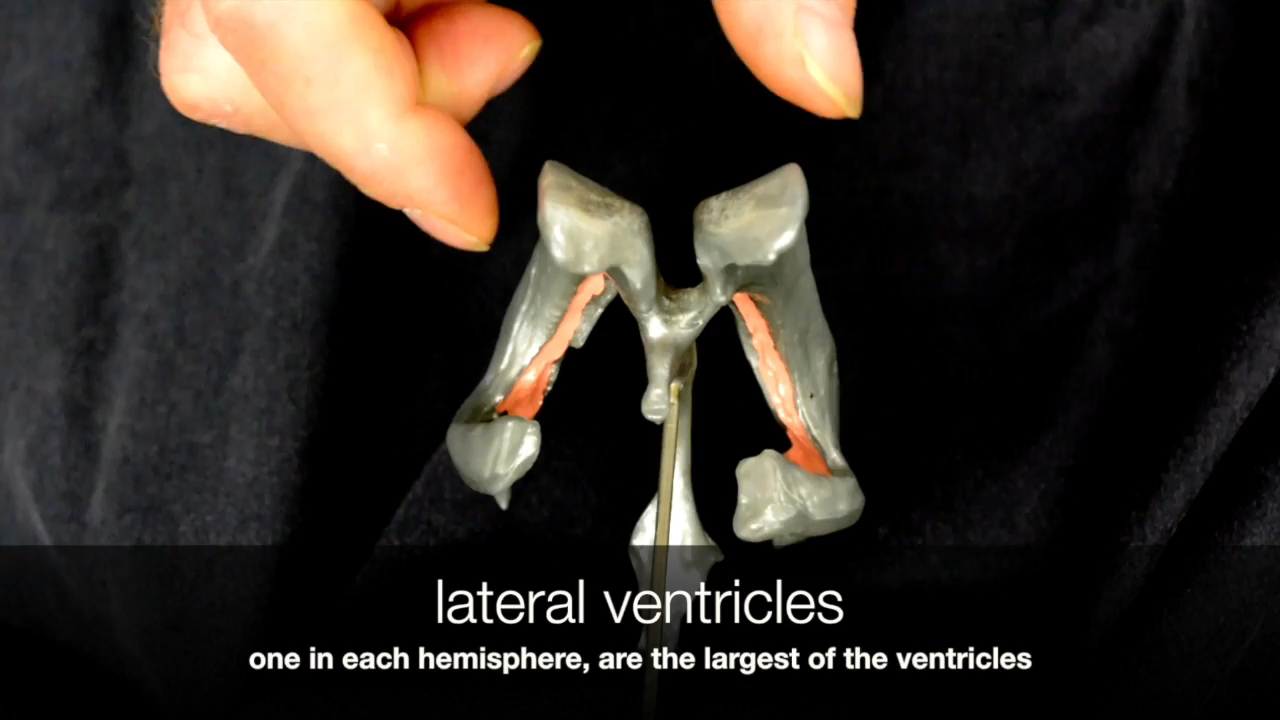 lateral ventricles
one in each hemisphere, are the largest of the ventricles